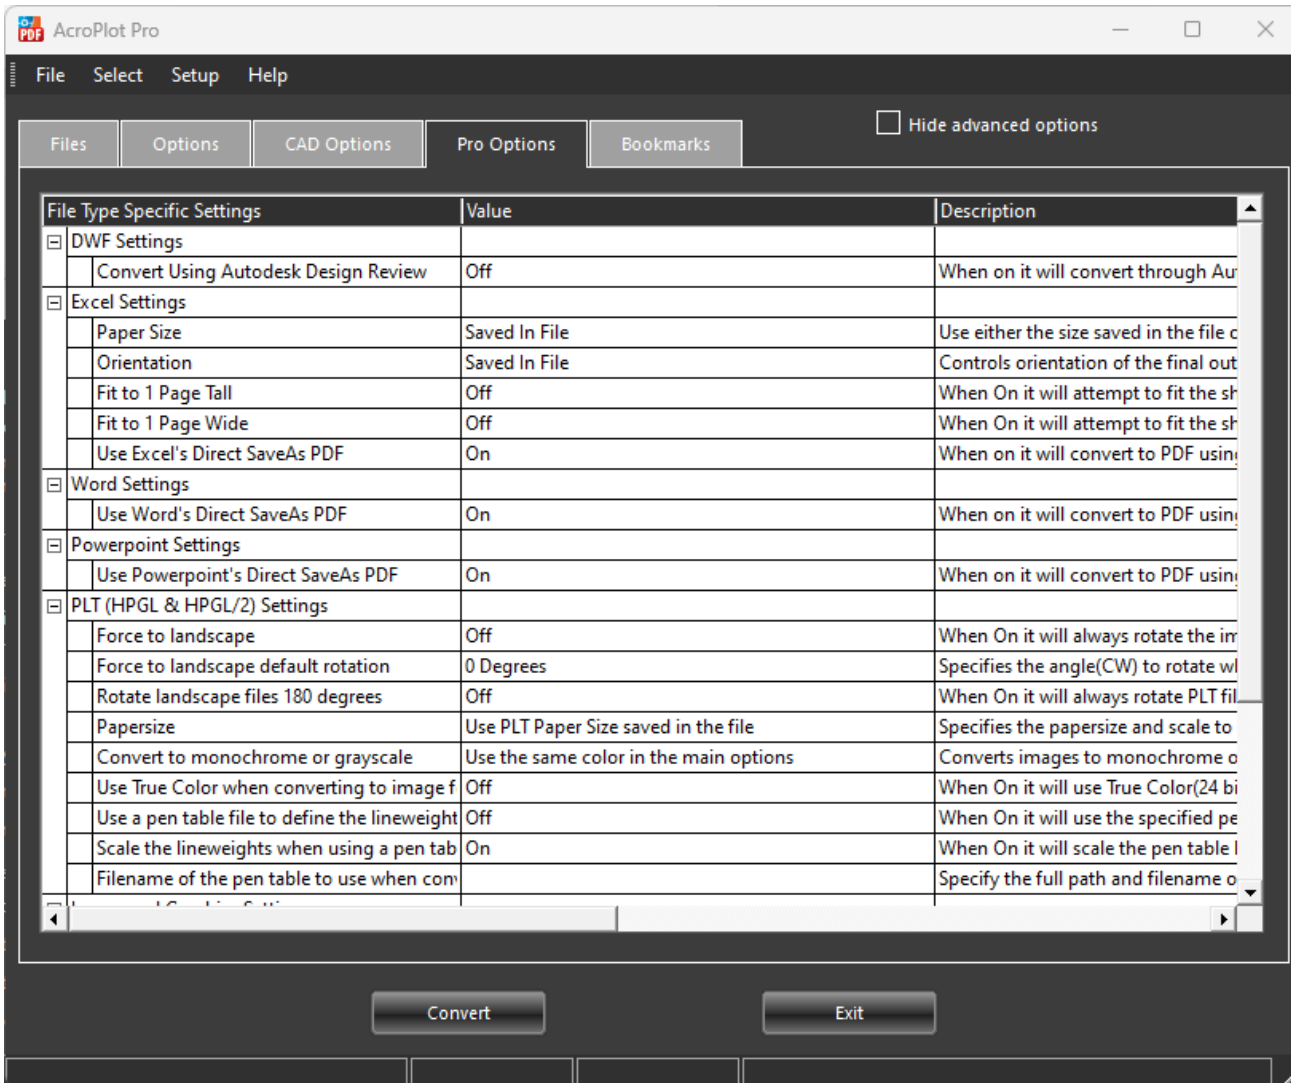 AcroPlot Pro
File Select Setup Help
Hide advanced options
Files Options CAD Options Pro Options Bookmarks
File Type Specific Settings Value Description
DWF Settings
Convert Using Autodesk Design Review Off When on it will convert through Au
Excel Settings
Paper Size Saved In File Use either the size saved in the file o
Orientation Saved In File Controls orientation of the final out
Fit to 1 Page Tall Off When On it will attempt to fit the sh
Fit to 1 Page Wide Off When On it will attempt to fit the sh
Use Excel's Direct SaveAs PDF On When on it will convert to PDF using
Word Settings
Use Word's Direct SaveAs PDF On When on it will convert to PDF using
Powerpoint Settings
Use Powerpoint's Direct SaveAs PDF On When on it will convert to PDF using
PLT (HPGL & HPGL/2) Settings
Force to landscape Off When On it will always rotate the im
Force to landscape default rotation 0 Degrees Specifies the angle(CW) to rotate wh
Rotate landscape files 180 degrees Off When On it will always rotate PLT fil
Papersize Use PLT Paper Size saved in the file Specifies the papersize and scale to
Convert to monochrome or grayscale Use the same color in the main options Converts images to monochrome o
Use True Color when converting to image f Off When On it will use True Color(24 bi
Use a pen table file to define the lineweight Off When On it will use the specified pe
Scale the lineweights when using a pen tab On When On it will scale the pen table l
Filename of the pen table to use when conv Specify the full path and filename o
Convert Exit